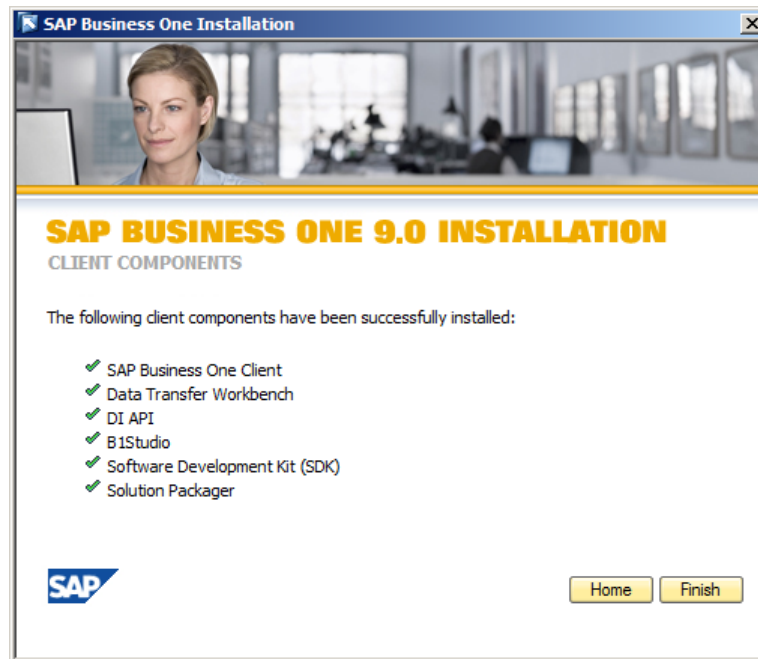 SAP Business One Installation
SAP BUSINESS ONE 9.0 INSTALLATION
CLIENT COMPONENTS
The following client components have been successfully installed:
SAP Business One Client
Data Transfer Workbench
DI API
B1Studio
Software Development Kit (SDK)
Solution Packager
SAP
Home Finish